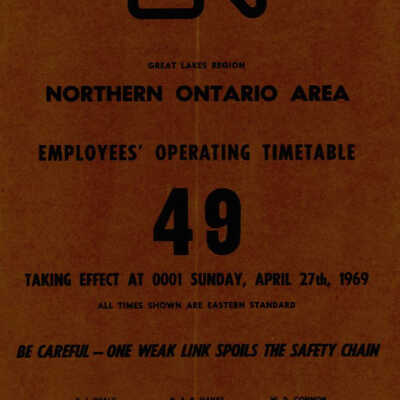 GREAT LAKES REGION
NORTHERN ONTARIO AREA
EMPLOYEES' OPERATING TIMETABLE
49
TAKING EFFECT AT 0001 SUNDAY, APRIL 27th, 1969
ALL TIMES SHOWN ARE EASTERN STANDARD
BE CAREFUL – ONE WEAK LINK SPOILS THE SAFETY CHAIN